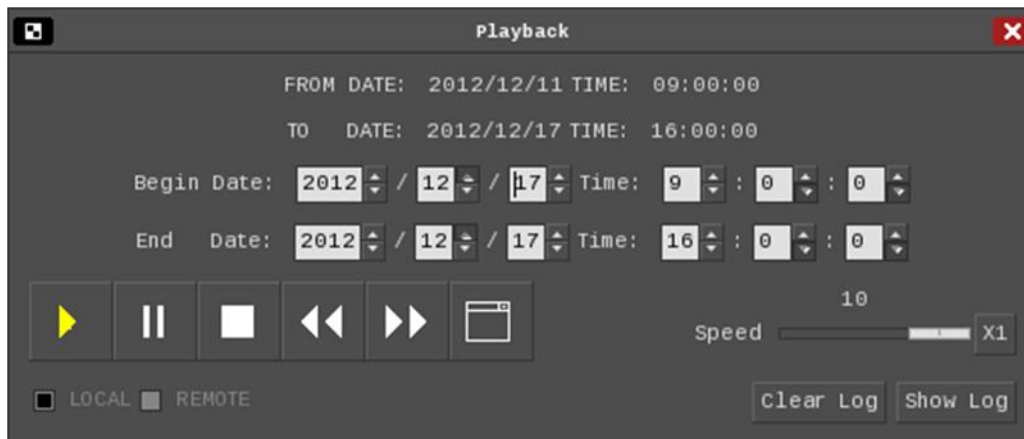 Playback
FROM DATE: 2012/12/11 TIME: 09:00:00
TO DATE: 2012/12/17 TIME: 16:00:00
Begin Date: 2012 / 12 / 17 Time: 9 : 0 : 0
End Date: 2012 / 12 / 17 Time: 16 : 0 : 0
10
Speed X1
LOCAL REMOTE Clear Log Show Log